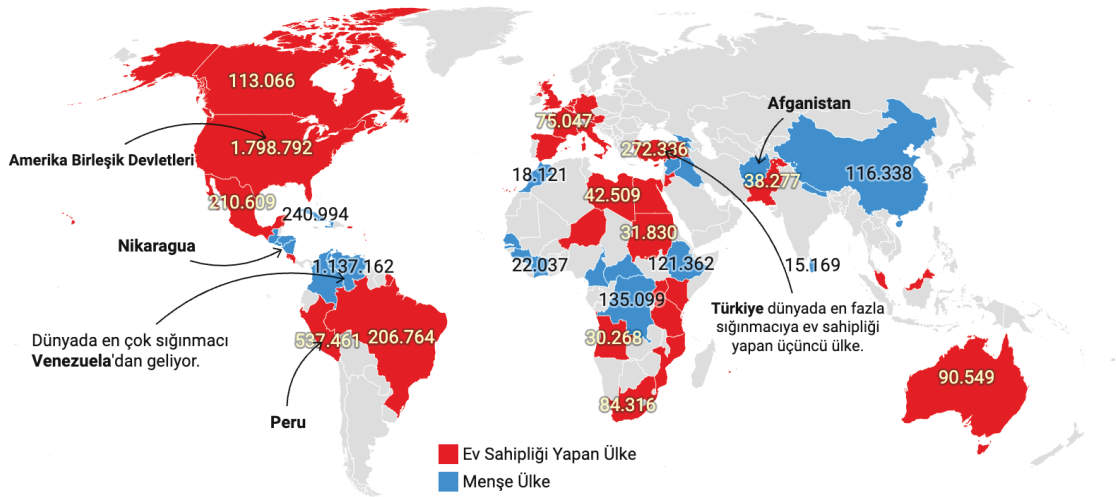 113.066
Amerika Birleşik Devletleri
1.798.792
210.609
240.994
Nikaragua
1.137.162
Dünyada en çok sığınmacı
Venezuela'dan geliyor.
537.461
206.764
Peru
75.047
272.336
18.121
42.509
31.830
22.037
121.362
135.099
30.268
84.316
Afganistan
38.277
116.338
15.169
Türkiye dünyada en fazla
sığınmacıya ev sahipliği
yapan üçüncü ülke.
90.549
Ev Sahipliği Yapan Ülke
Menşe Ülke